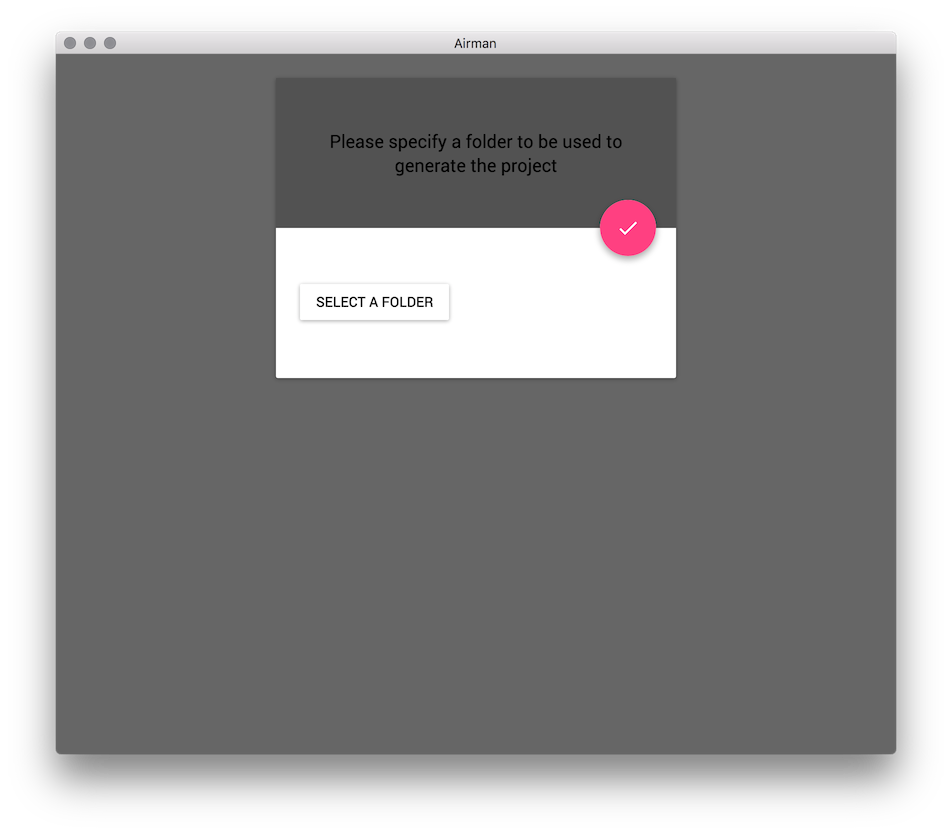 Airman
Please specify a folder to be used to
generate the project
SELECT A FOLDER